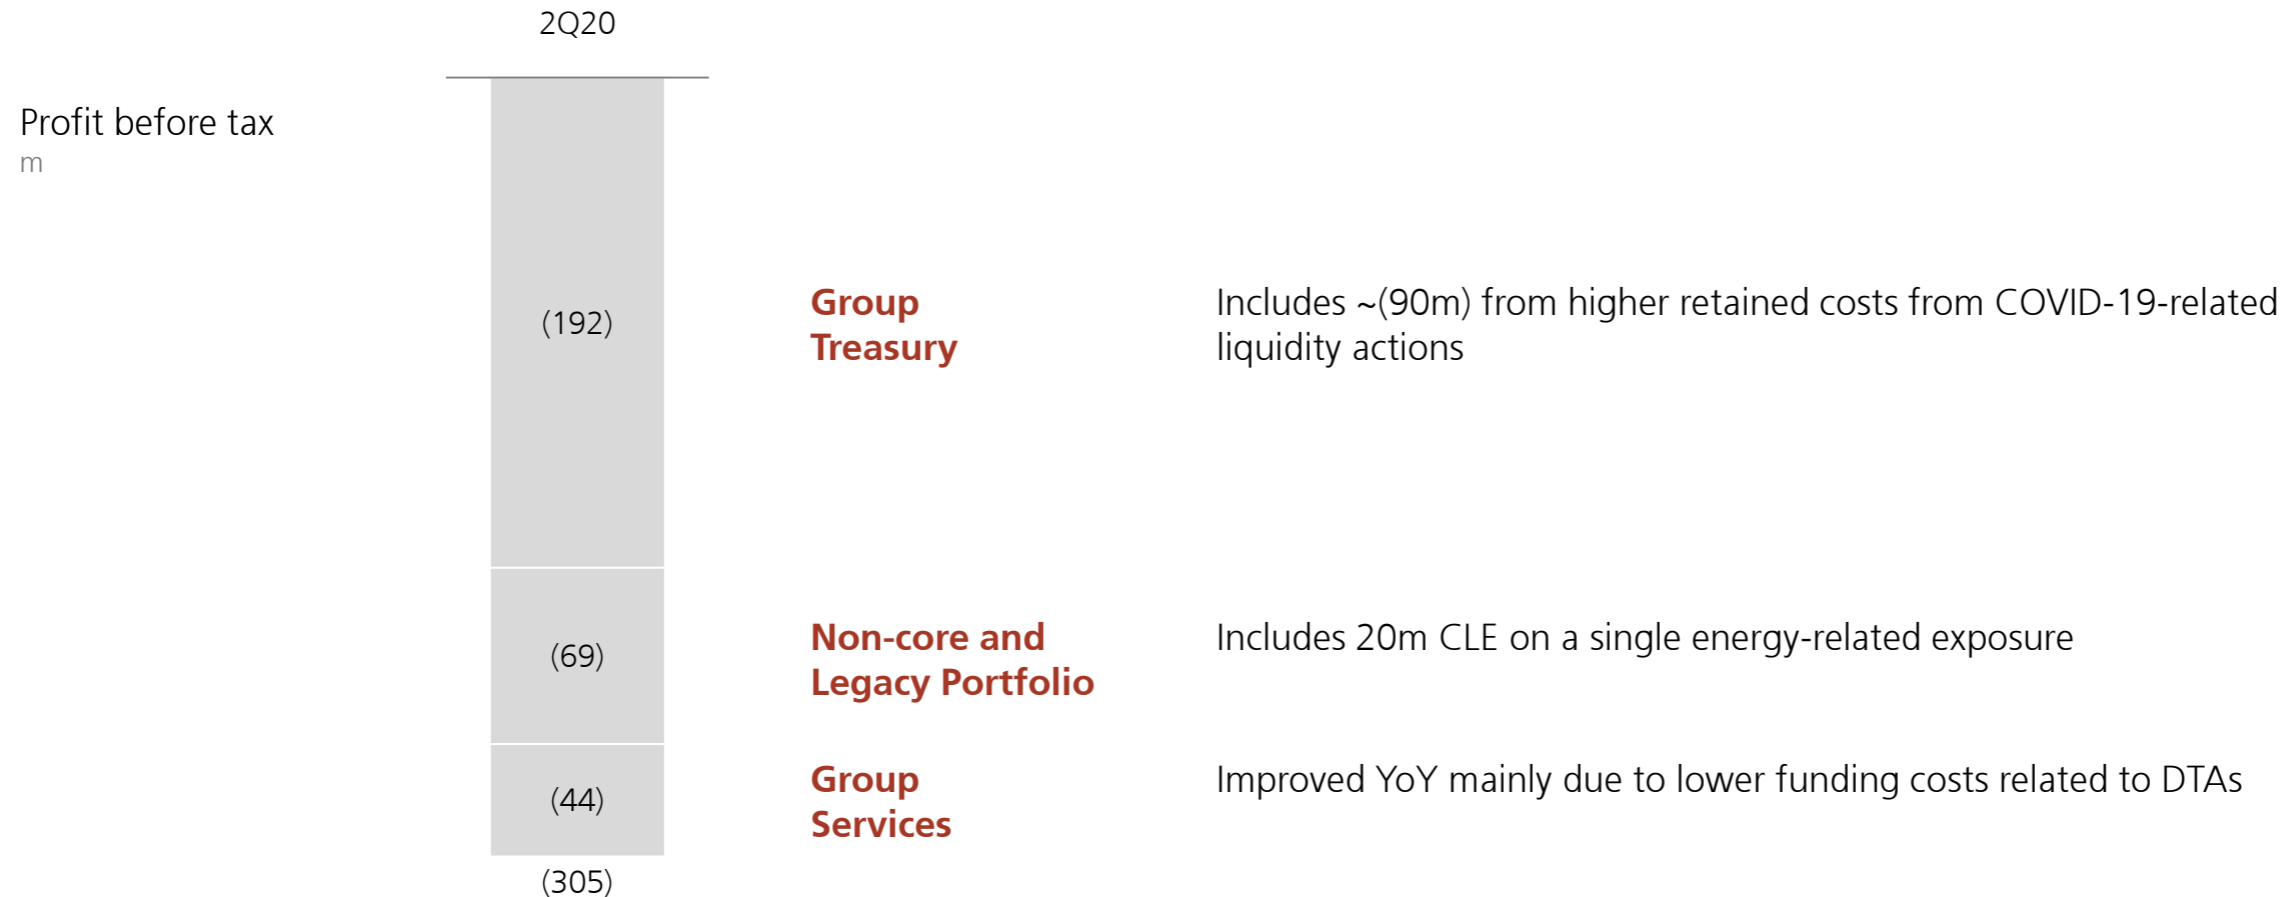 2Q20
Profit before tax
m
(192)
Group
Treasury
Includes ~(90m) from higher retained costs from COVID-19-related
liquidity actions
(69)
Non-core and
Legacy Portfolio
Includes 20m CLE on a single energy-related exposure
(44)
Group
Services
Improved YoY mainly due to lower funding costs related to DTAs
(305)